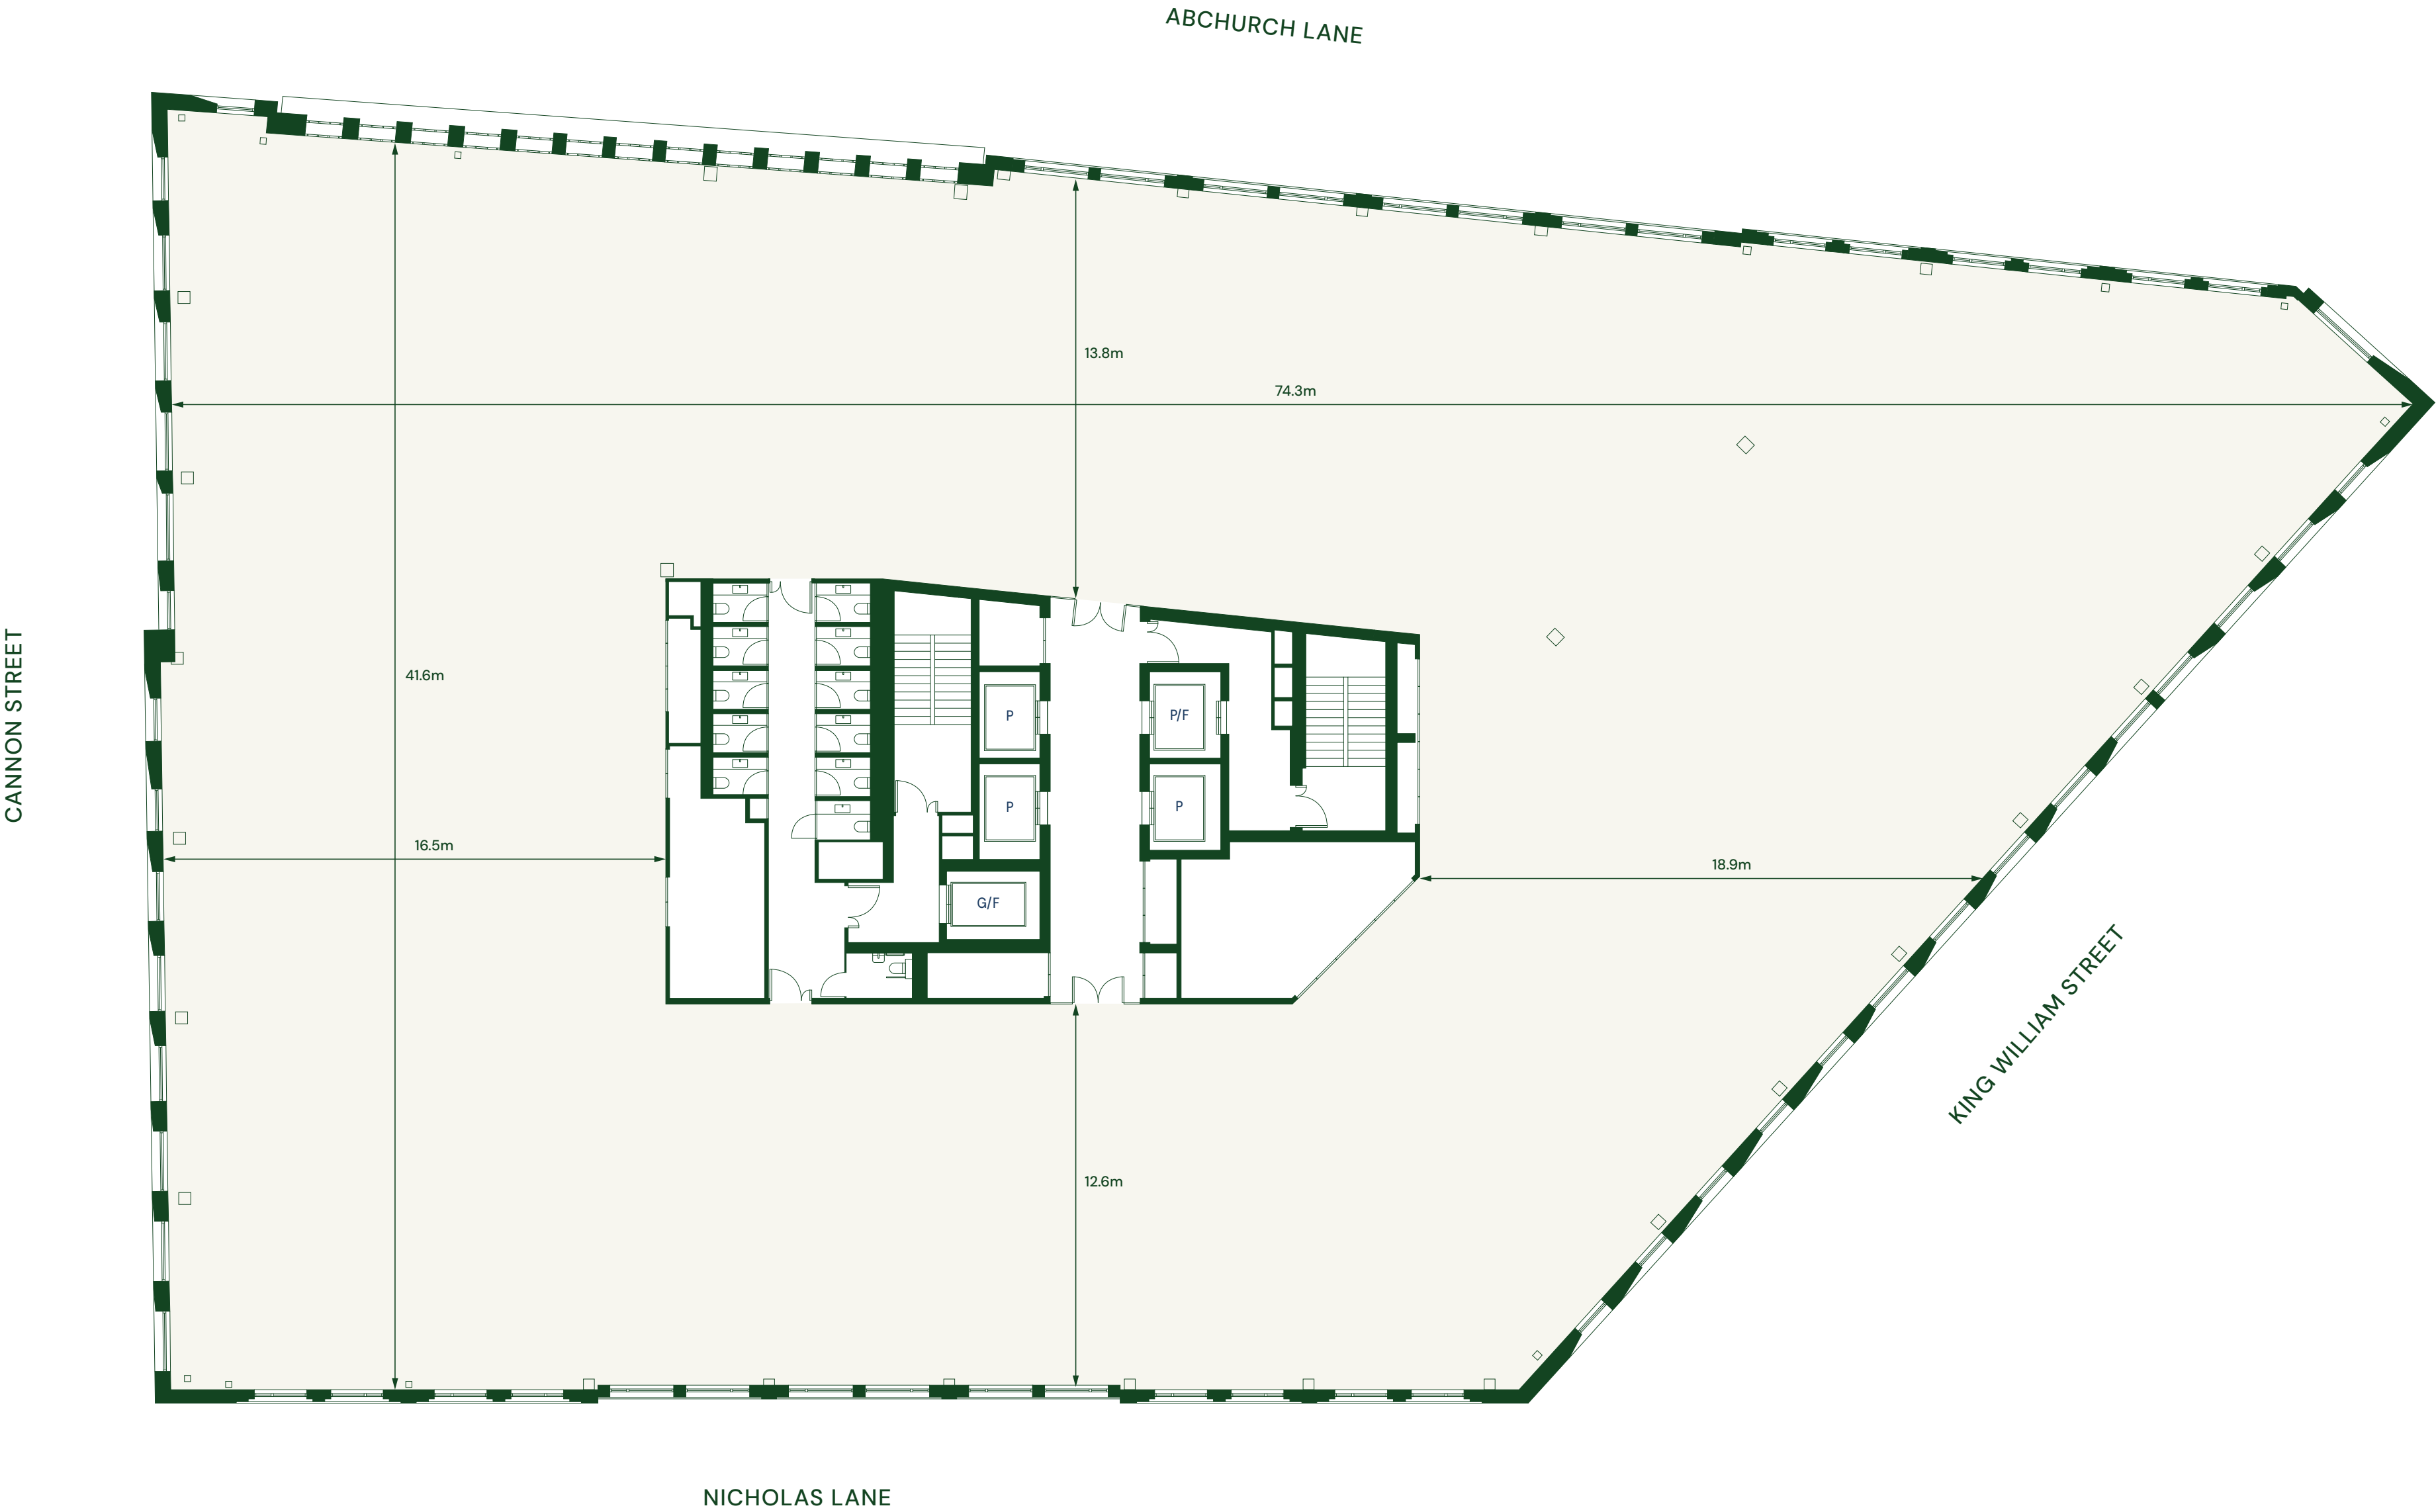 ABCHURCH LANE
13.8m
74.3m
CANNON STREET
41.6m
P
P/F
P
P
16.5m
18.9m
G/F
KING WILLIAM STREET
12.6m
NICHOLAS LANE